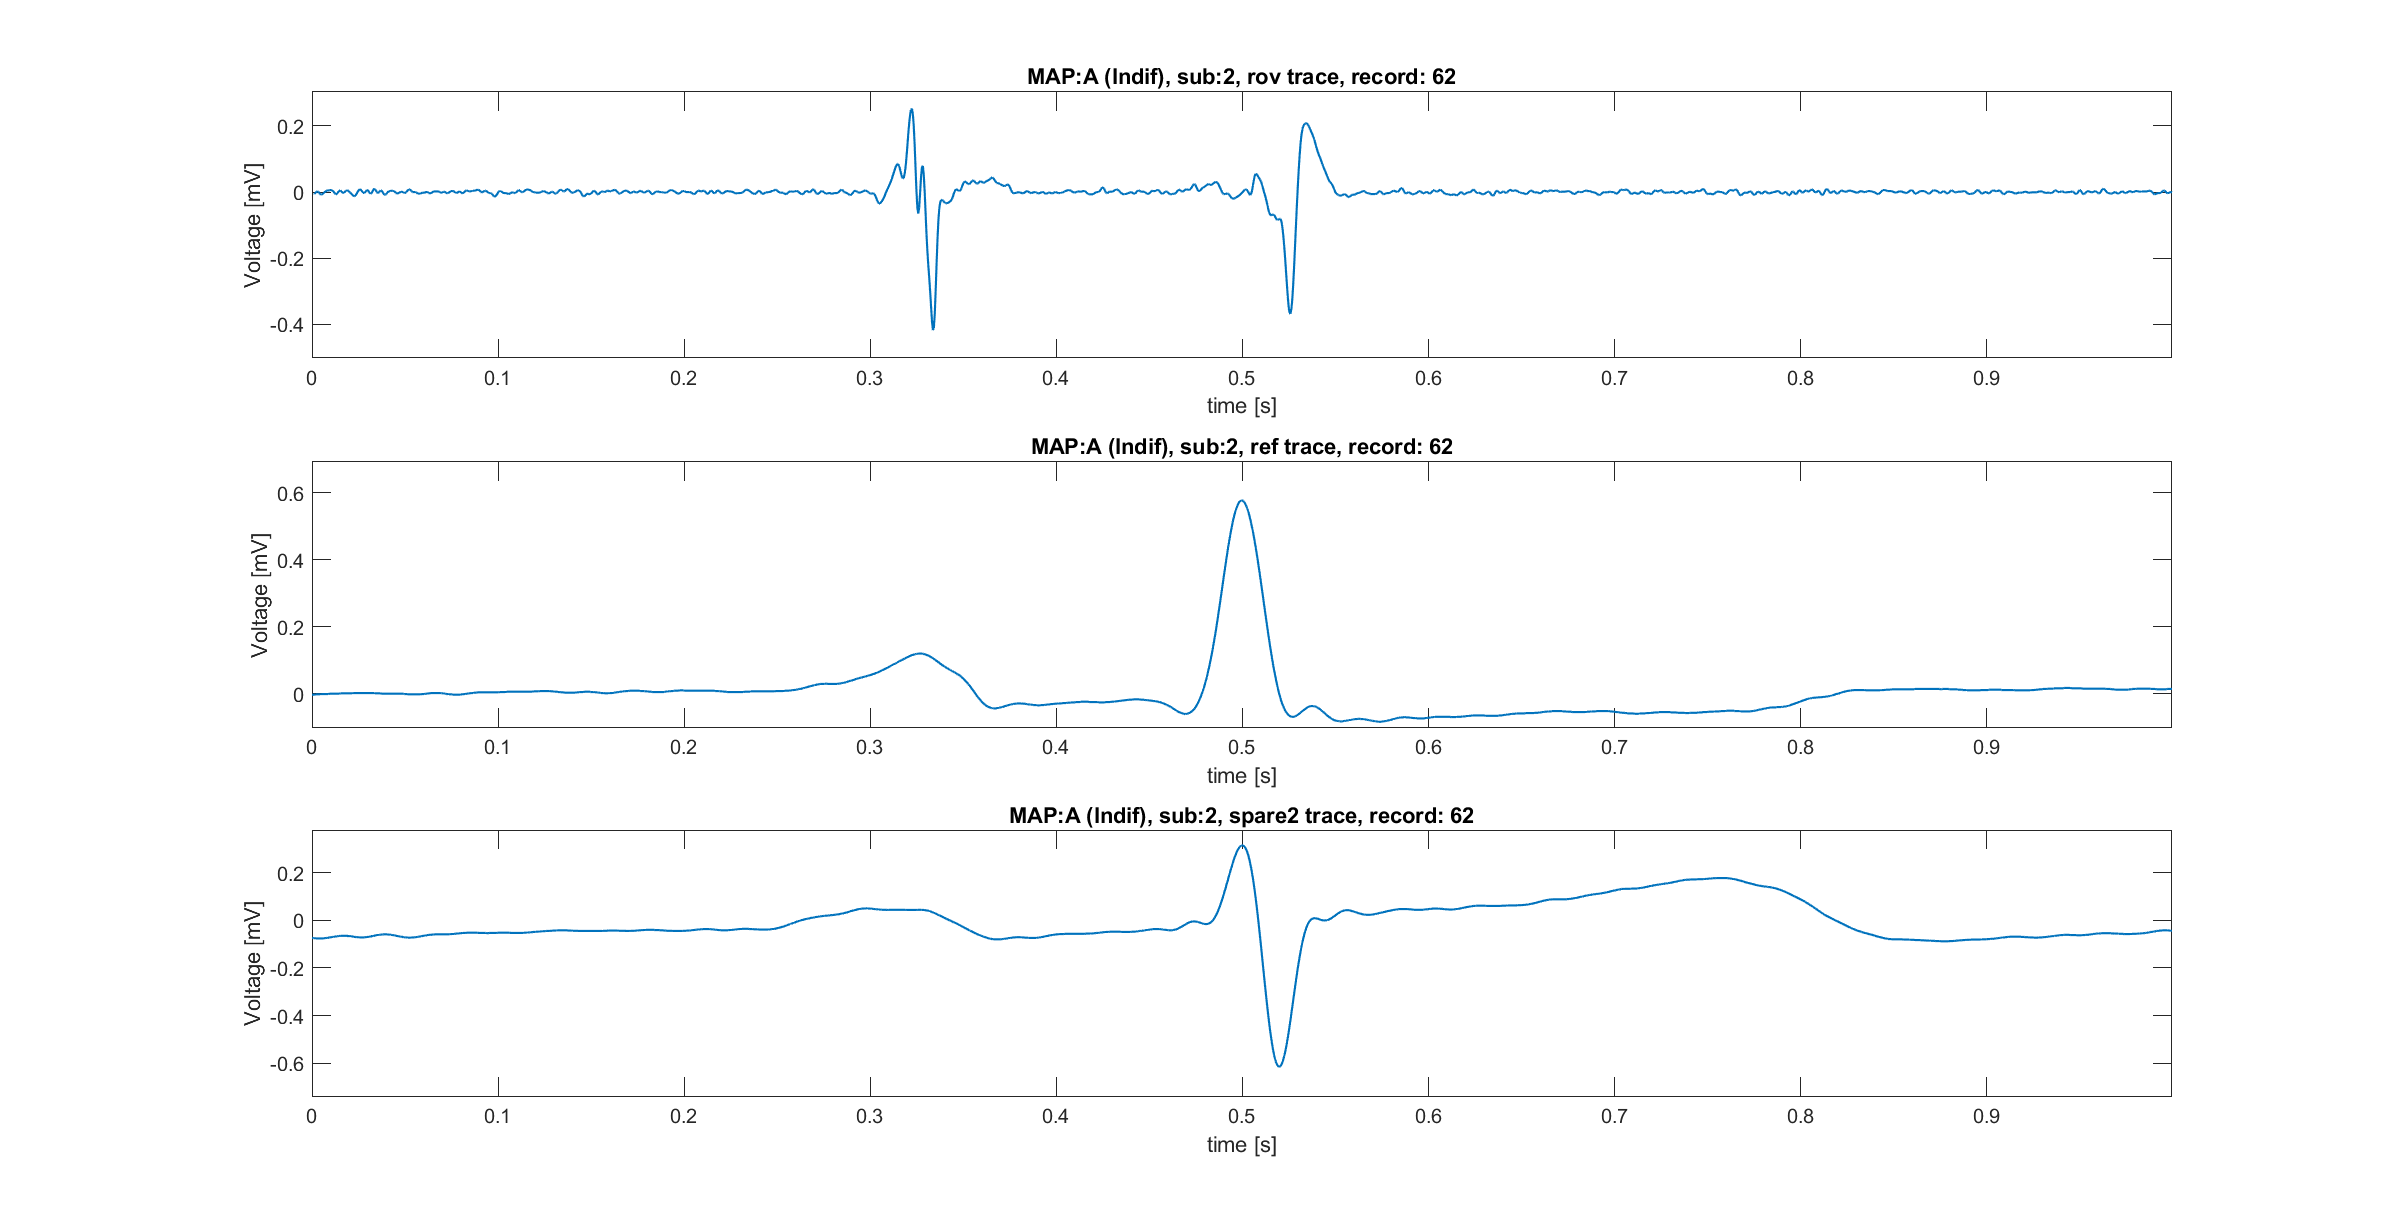 MAP:A (Indif), sub:2, rov trace, record: 62
Voltage [mV]
0.2
0
-0.2
-0.4
0 0.1 0.2 0.3 0.4 0.5 0.6 0.7 0.8 0.9
time [s]
MAP:A (Indif), sub:2, ref trace, record: 62
Voltage [mV]
0.6
0.4
0.2
0
0 0.1 0.2 0.3 0.4 0.5 0.6 0.7 0.8 0.9
time [s]
MAP:A (Indif), sub:2, spare2 trace, record: 62
Voltage [mV]
0.2
0
-0.2
-0.4
-0.6
0 0.1 0.2 0.3 0.4 0.5 0.6 0.7 0.8 0.9
time [s]